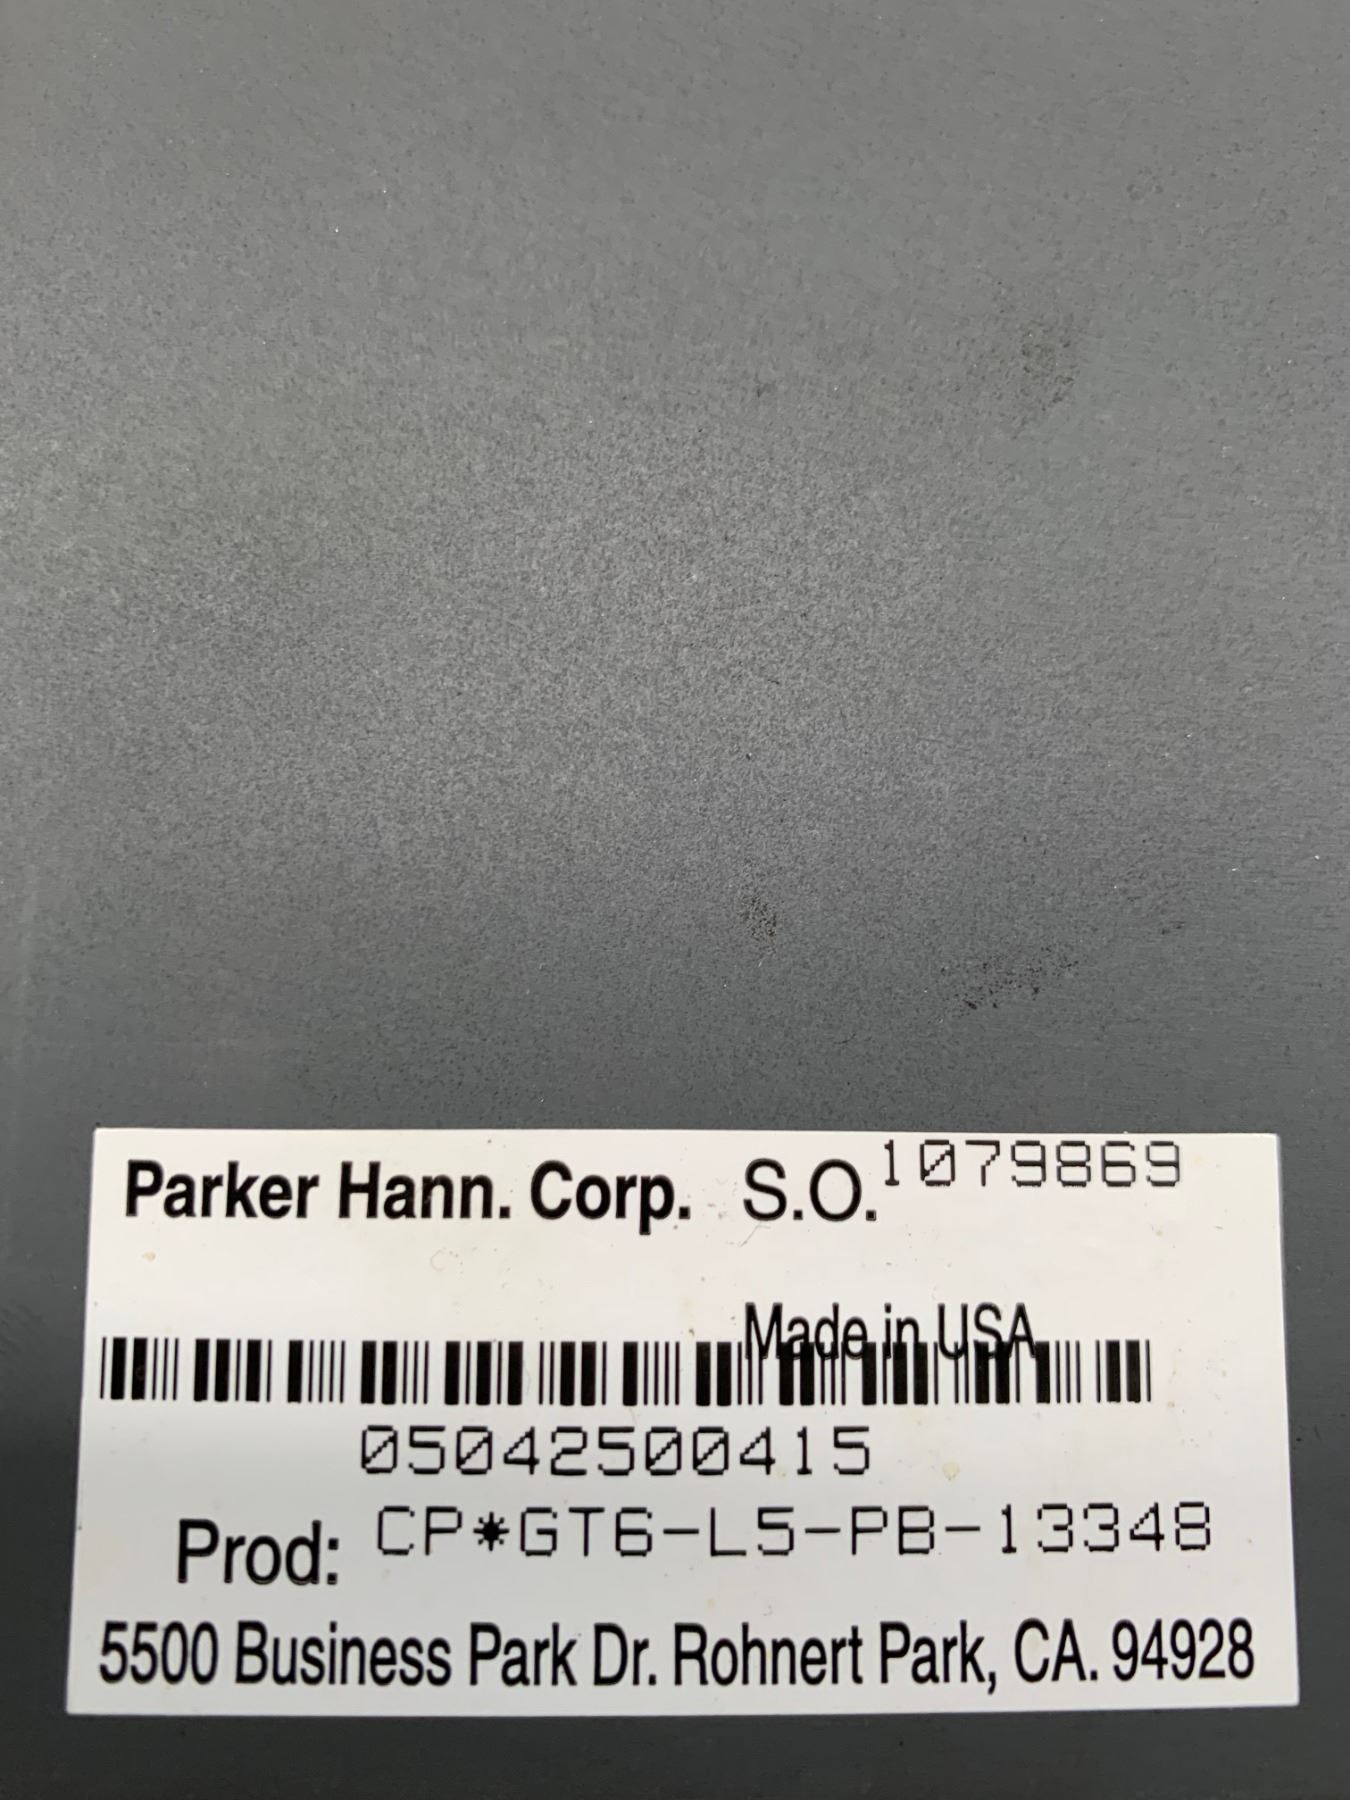 Parker Hann. Corp. S.O. 1079869
Made in USA
05042500415
Prod: CP*GT6-L5-PB-13348
5500 Business Park Dr. Rohnert Park, CA. 94928